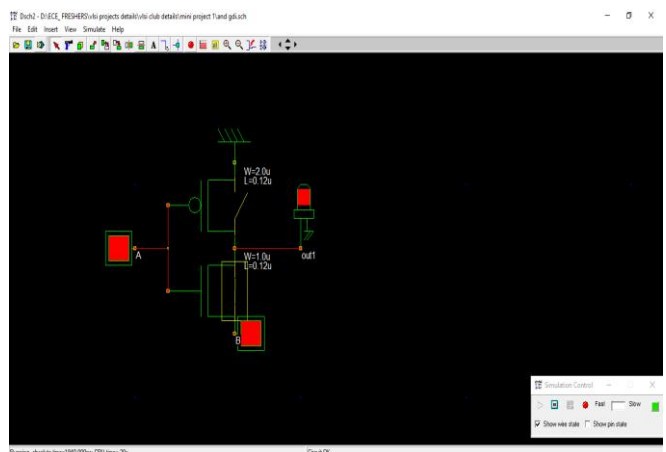 Dsch2 - D:\ECE_FRESHERS\vlsi projects details\vlsi club details\mini project 1\and gdi.sch
File Edit Insert View Simulate Help
W=2.0u
L=0.12u
A
W=1.0u
L=0.12u
out1
B
Simulation Control
Fast
Slow
Show wire state
Show pin state